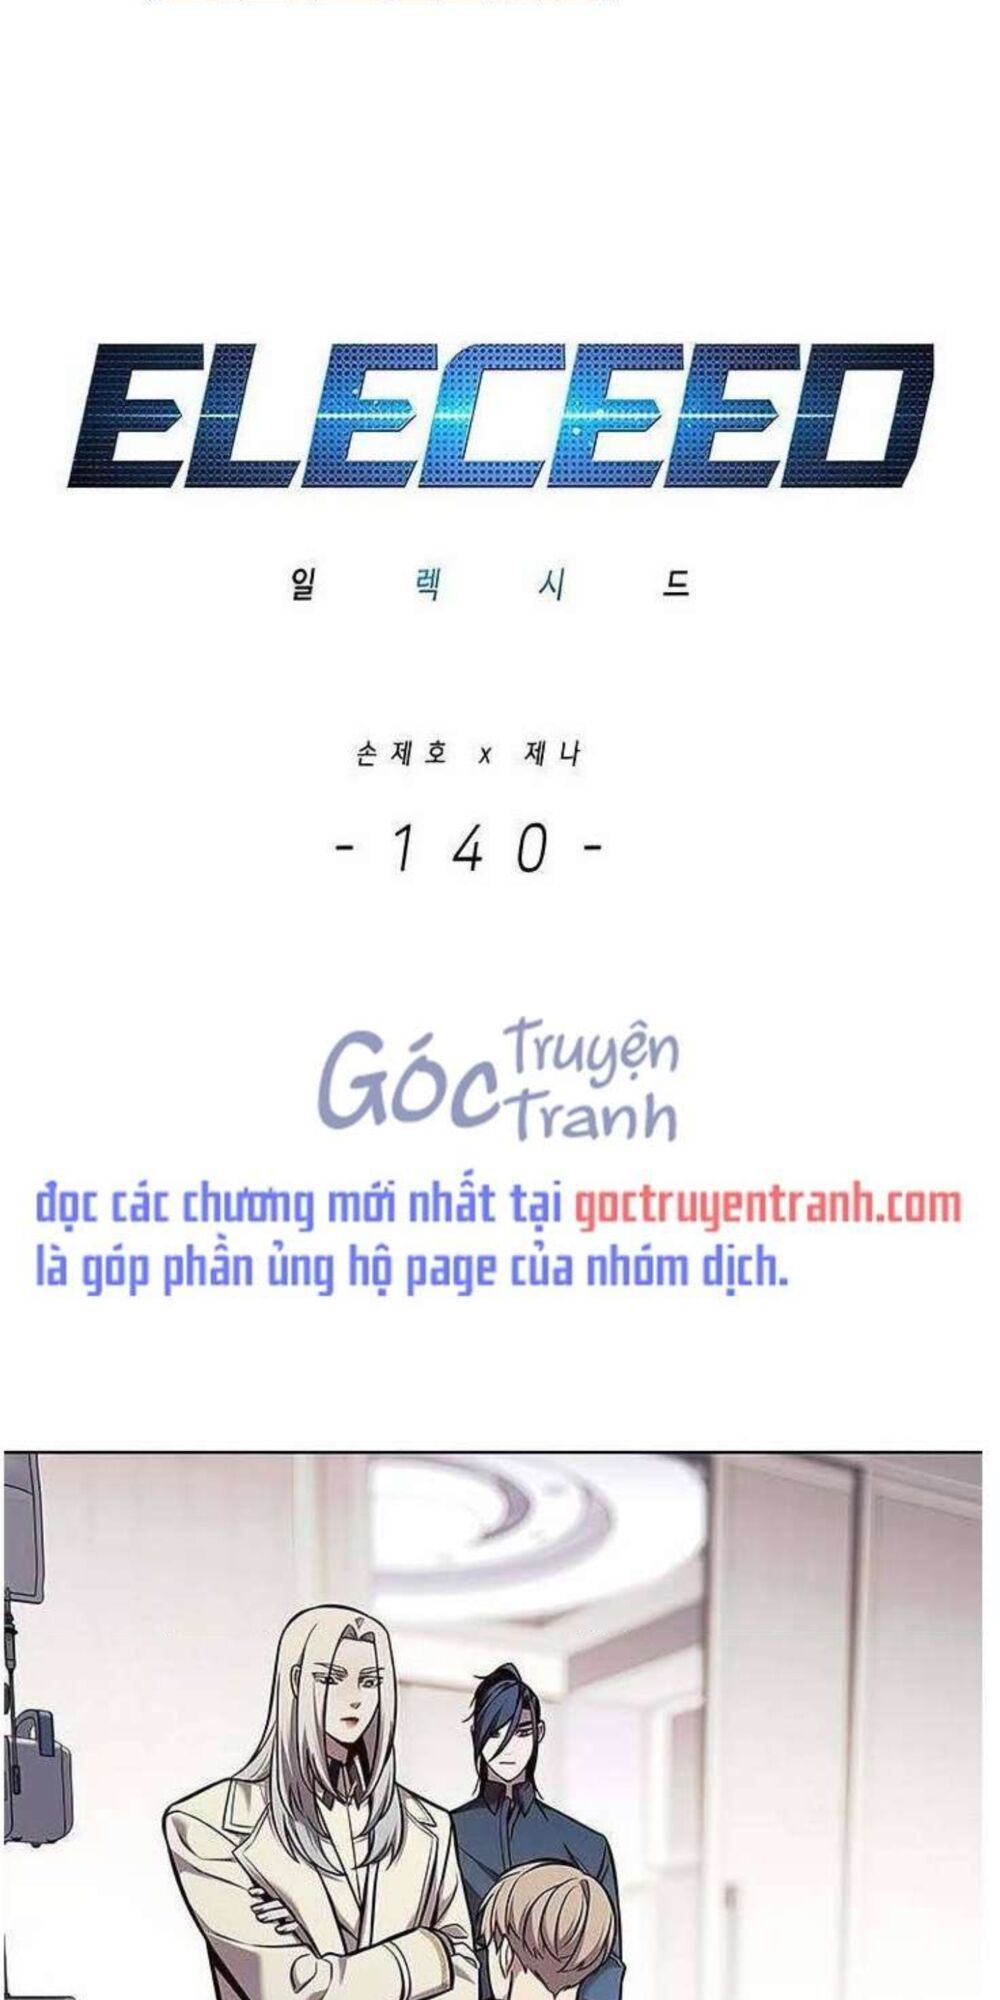 ELECEED
일 렉 시 드
손제호 x 제나
- 140 -
Góc Truyện
Tranh
đọc các chương mới nhất tại goctruyentranh.com
là góp phần ủng hộ page của nhóm dịch.